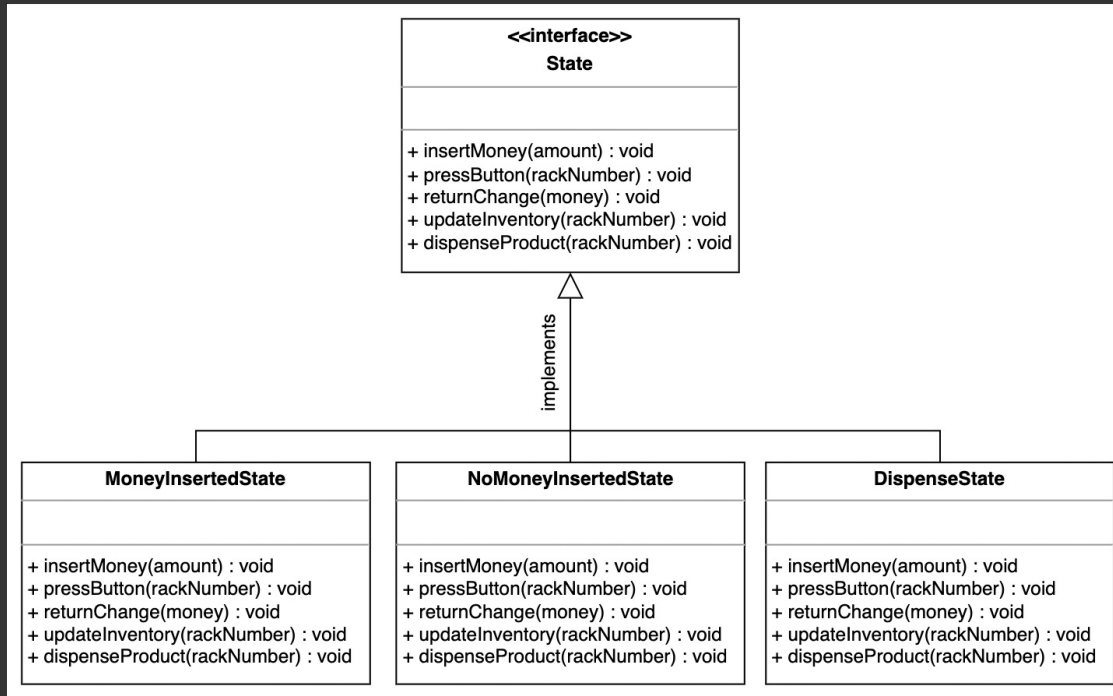 <<interface>>
State
+ insertMoney(amount) : void
+ pressButton(rackNumber) : void
+ returnChange(money) : void
+ updateInventory(rackNumber) : void
+ dispenseProduct(rackNumber) : void
implements
MoneyInsertedState
+ insertMoney(amount) : void
+ pressButton(rackNumber) : void
+ returnChange(money) : void
+ updateInventory(rackNumber) : void
+ dispenseProduct(rackNumber) : void
NoMoneyInsertedState
+ insertMoney(amount) : void
+ pressButton(rackNumber) : void
+ returnChange(money) : void
+ updateInventory(rackNumber) : void
+ dispenseProduct(rackNumber) : void
DispenseState
+ insertMoney(amount) : void
+ pressButton(rackNumber) : void
+ returnChange(money) : void
+ updateInventory(rackNumber) : void
+ dispenseProduct(rackNumber) : void